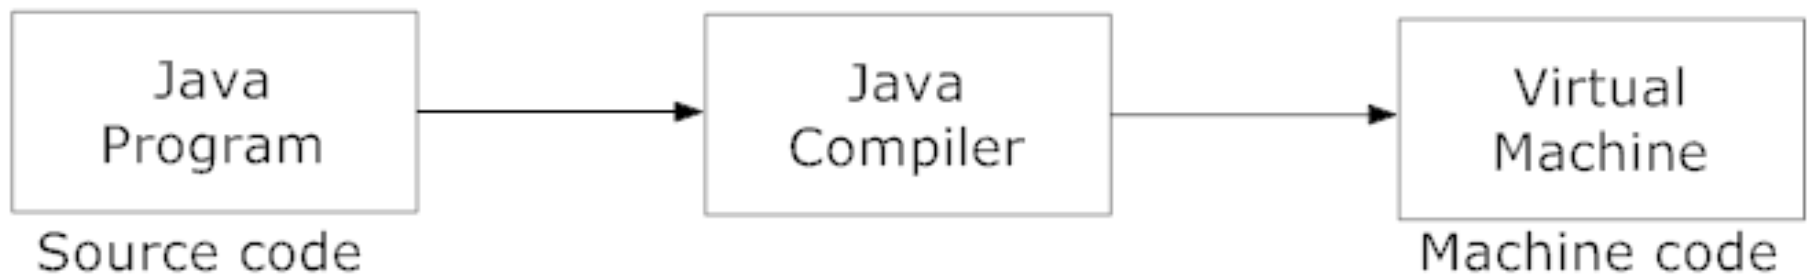 Java
Program
Java
Compiler
Virtual
Machine
Source code
Machine code